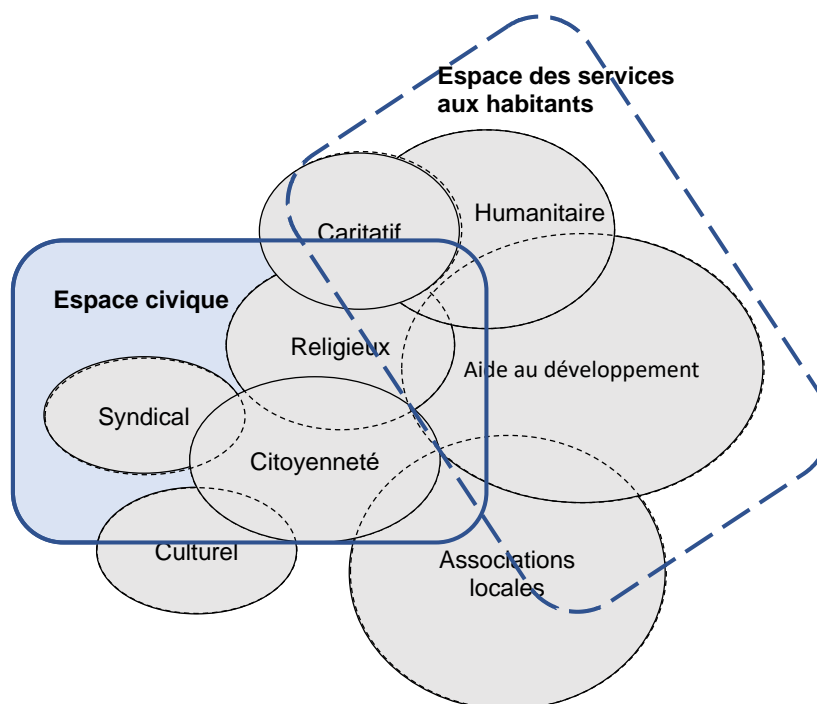 Espace des services
aux habitants
Humanitaire
Caritatif
Espace civique
Religieux
Aide au développement
Syndical
Citoyenneté
Culturel
Associations
locales